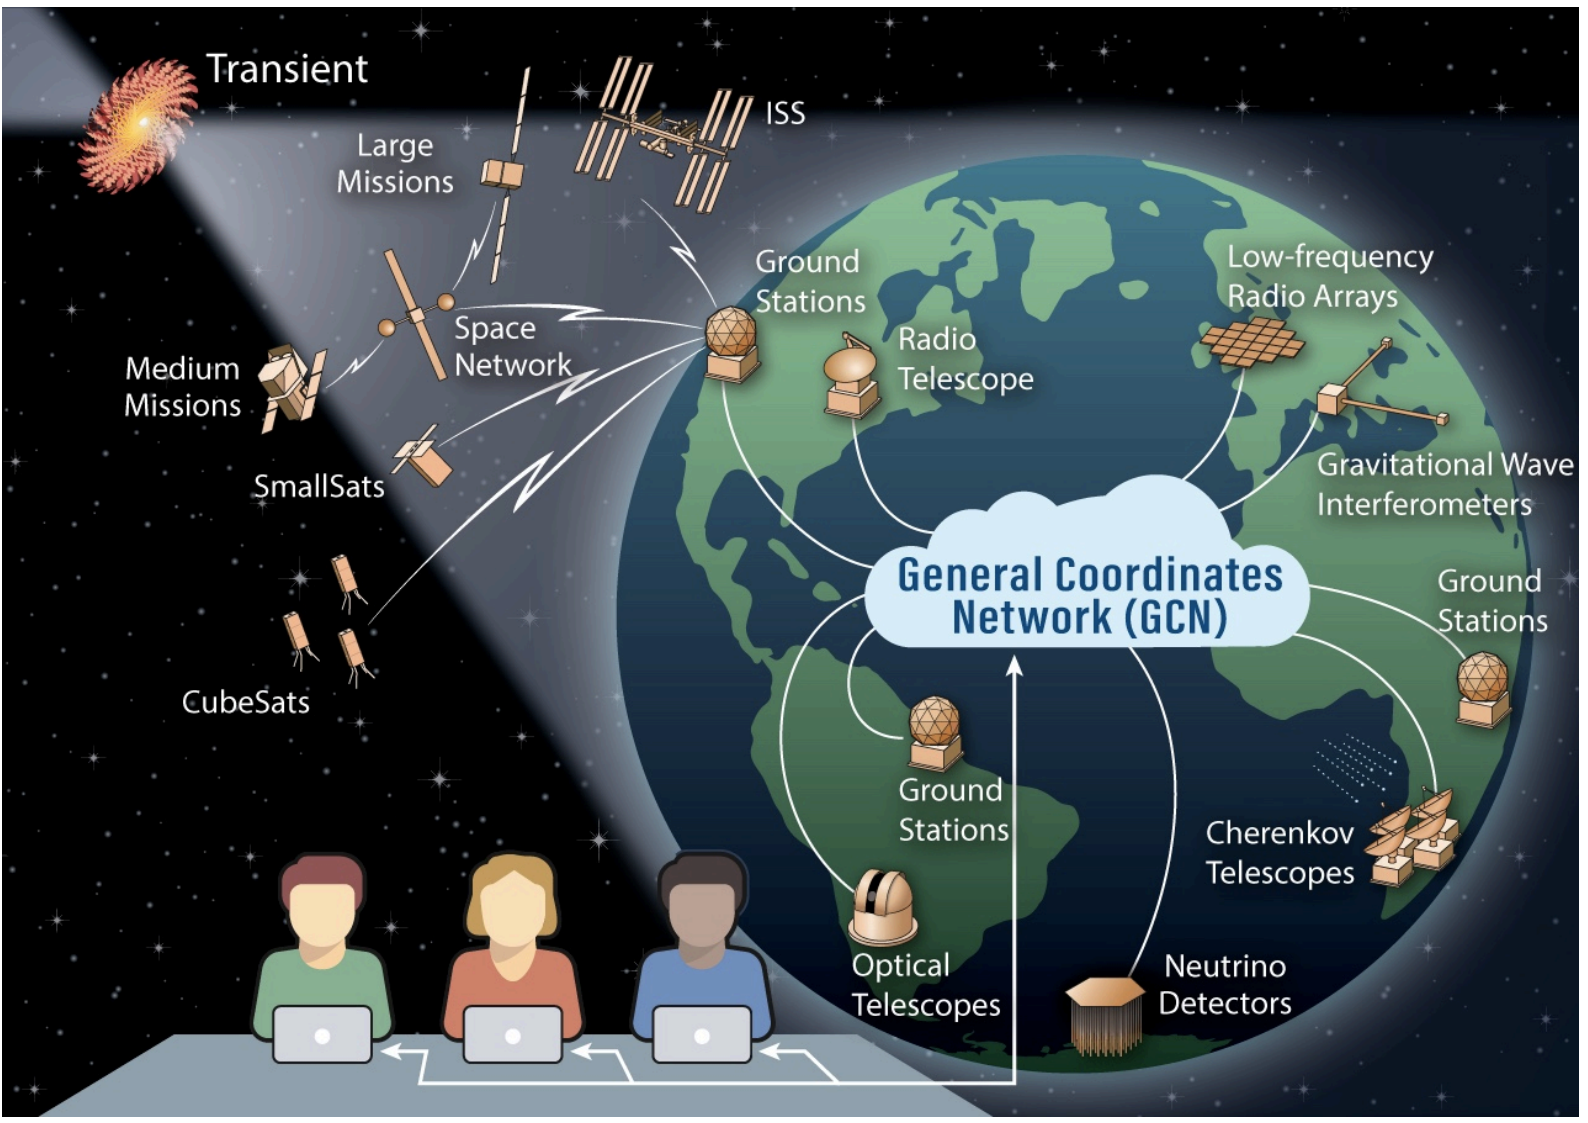 Transient
ISS
Large
Missions
Ground
Stations
Low-frequency
Radio Arrays
Space
Network
Radio
Telescope
Medium
Missions
SmallSats
Gravitational Wave
Interferometers
General Coordinates
Network (GCN)
Ground
Stations
CubeSats
Ground
Stations
Cherenkov
Telescopes
Optical
Telescopes
Neutrino
Detectors